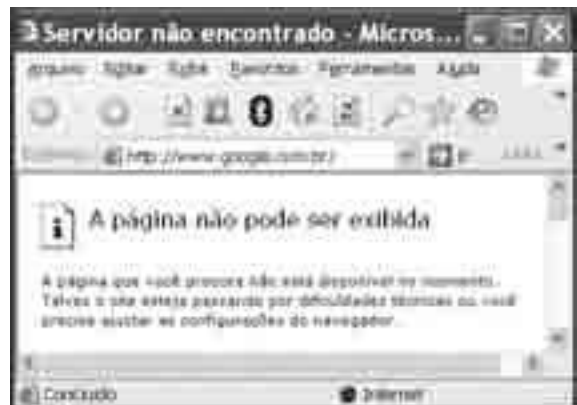 Servidor não encontrado - Micros...
Arquivo Editar Exibir Favoritos Ferramentas Ajuda
http://www.google.com.br/
A página não pode ser exibida
A página que você procura não está disponível no momento.
Talvez o site esteja passando por dificuldades técnicas ou você
precise ajustar as configurações do navegador.
Concluído Internet